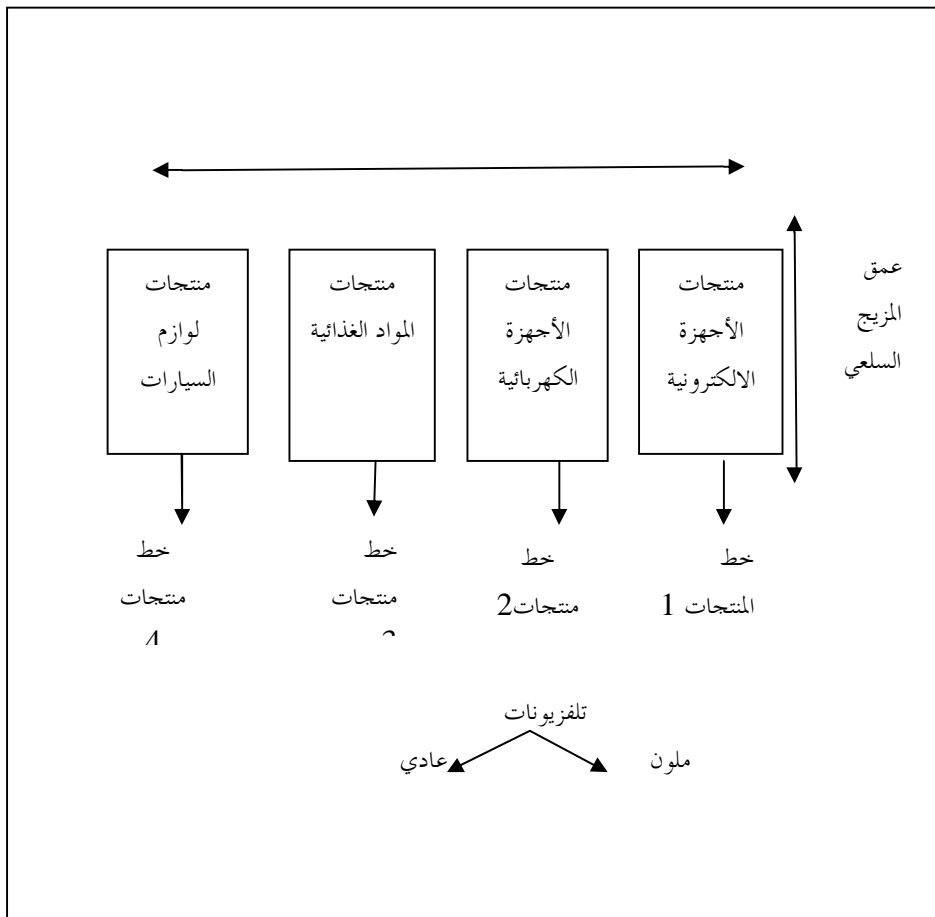 عمق
المزيج
السلعي
منتجات
الأجهزة
الالكترونية
منتجات
الأجهزة
الكهربائية
منتجات
المواد الغذائية
منتجات
لوازم
السيارات
خط
المنتجات 1
خط
منتجات2
خط
منتجات
خط
منتجات
4
تلفزيونات
ملون
عادي